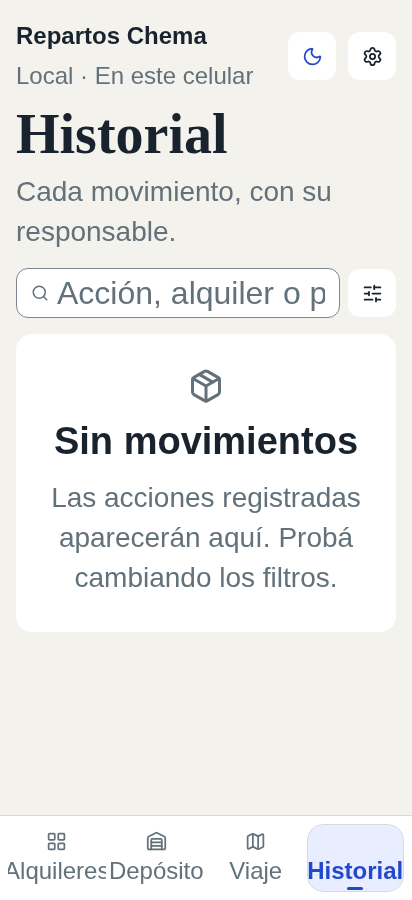 Repartos Chema
Local · En este celular
Historial
Cada movimiento, con su
responsable.
Acción, alquiler o p
Sin movimientos
Las acciones registradas
aparecerán aquí. Probá
cambiando los filtros.
Alquileres
Depósito
Viaje
Historial